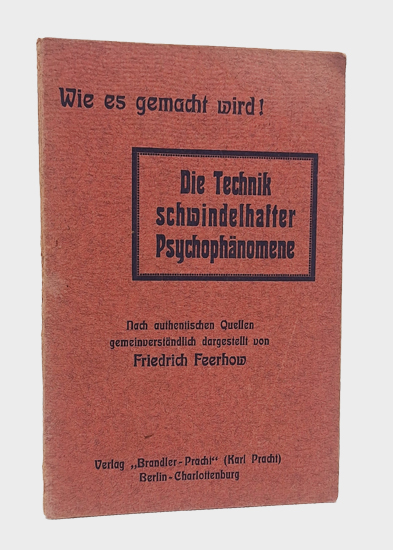 Wie es gemacht wird!
Die Technik
schwindelhafter
Psychophänomene
Nach authentischen Quellen
gemeinverständlich dargestellt von
Friedrich Feerhow
Verlag „Brandler-Pracht“ (Karl Pracht)
Berlin-Charlottenburg